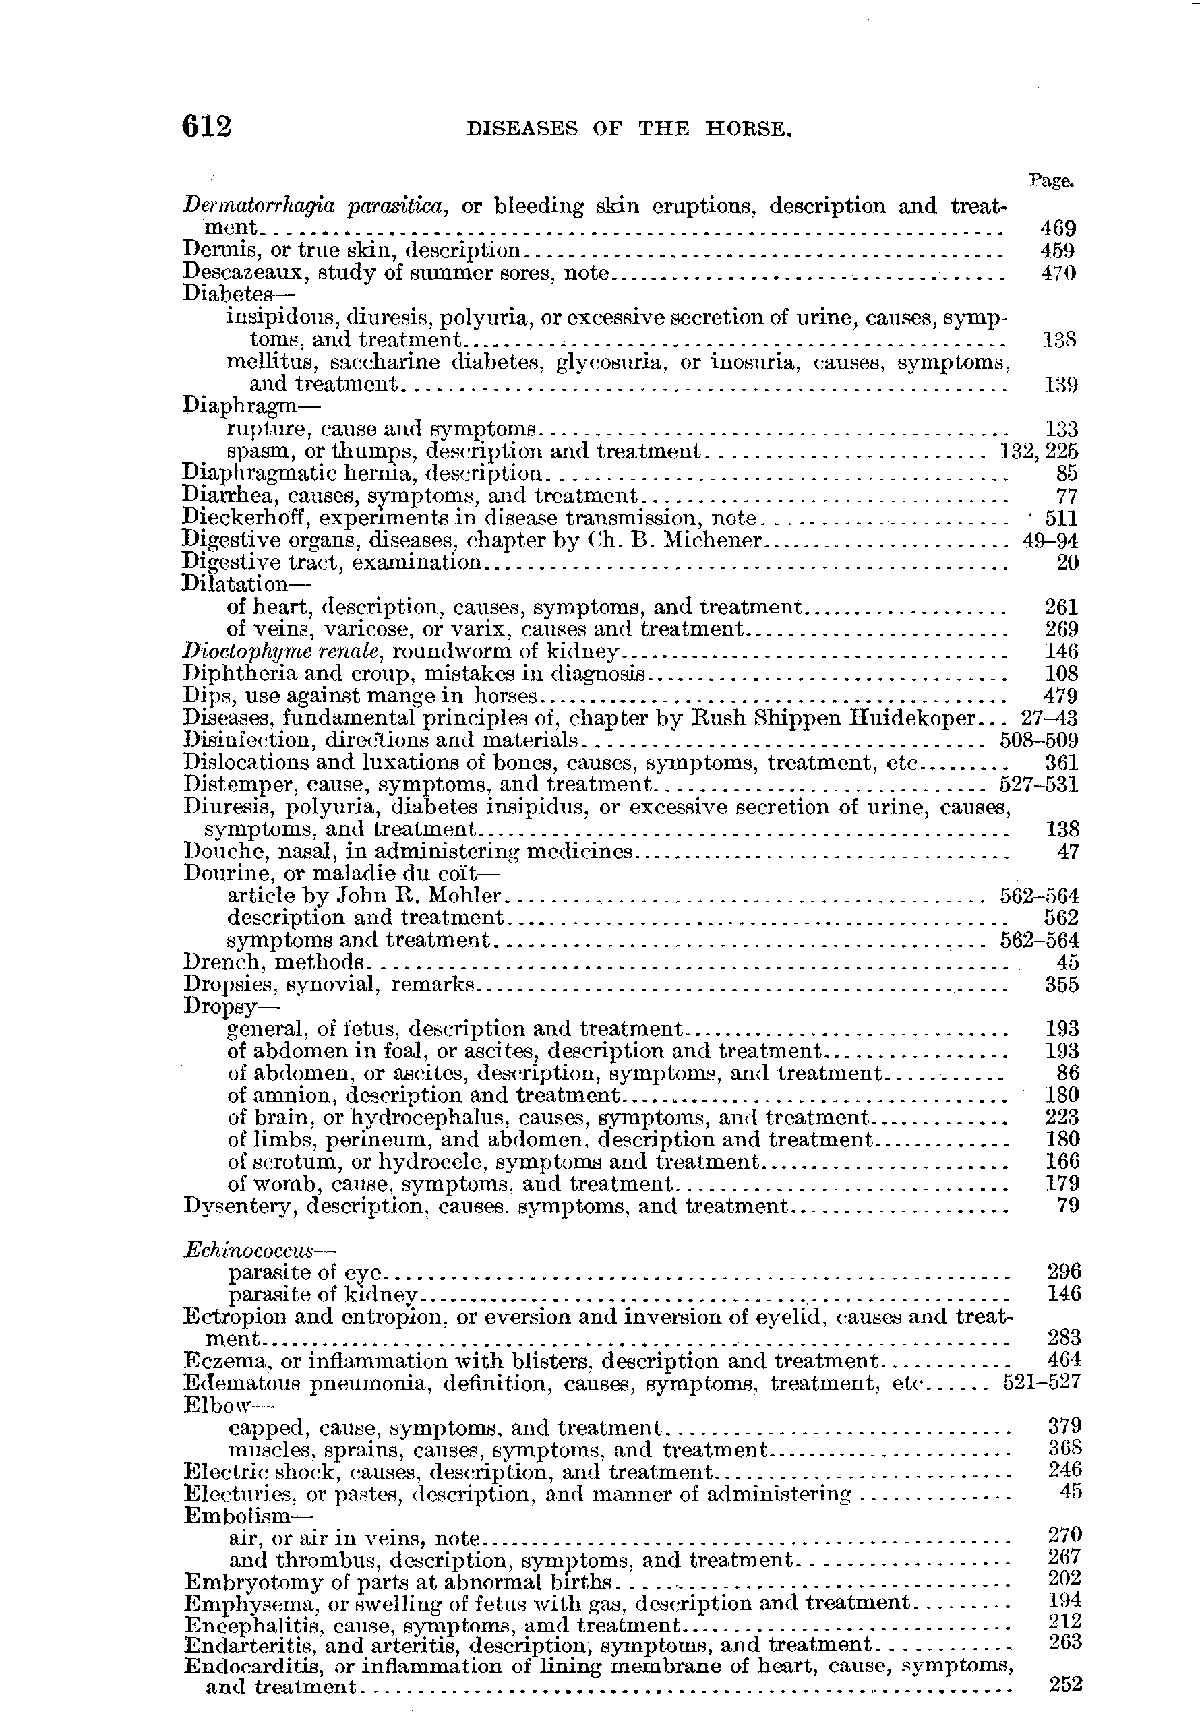 612 DISEASES OF THE HORSE.
Page.
Dermatorrhagia parasitica, or bleeding skin eruptions, description and treat-
ment 469
Dermis, or true skin, description 459
Descazeaux, study of summer sores, note 470
Diabetes—
insipidous, diuresis, polyuria, or excessive secretion of urine, causes, symp-
toms, and treatment 138
mellitus, saccharine diabetes, glycosuria, or inosuria, causes, symptoms,
and treatment 139
Diaphragm—
rupture, cause and symptoms 133
spasm, or thumps, description and treatment 132, 225
Diaphragmatic hernia, description 85
Diarrhea, causes, symptoms, and treatment 77
Dieckerhoff, experiments in disease transmission, note 511
Digestive organs, diseases, chapter by Ch. B. Michener 49–94
Digestive tract, examination 20
Dilatation—
of heart, description, causes, symptoms, and treatment 261
of veins, varicose, or varix, causes and treatment 269
Dioctophyme renale, roundworm of kidney 146
Diphtheria and croup, mistakes in diagnosis 108
Dips, use against mange in horses 479
Diseases, fundamental principles of, chapter by Rush Shippen Huidekoper 27–43
Disinfection, directions and materials 508–509
Dislocations and luxations of bones, causes, symptoms, treatment, etc 361
Distemper, cause, symptoms, and treatment 527–531
Diuresis, polyuria, diabetes insipidus, or excessive secretion of urine, causes,
symptoms, and treatment 138
Douche, nasal, in administering medicines 47
Dourine, or maladie du coït—
article by John R. Mohler 562–564
description and treatment 562
symptoms and treatment 562–564
Drench, methods 45
Dropsies, synovial, remarks 355
Dropsy—
general, of fetus, description and treatment 193
of abdomen in foal, or ascites, description and treatment 193
of abdomen, or ascites, description, symptoms, and treatment 86
of amnion, description and treatment 180
of brain, or hydrocephalus, causes, symptoms, and treatment 223
of limbs, perineum, and abdomen, description and treatment 180
of scrotum, or hydrocele, symptoms and treatment 166
of womb, cause, symptoms, and treatment 179
Dysentery, description, causes. symptoms, and treatment 79
Echinococcus—
parasite of eye 296
parasite of kidney 146
Ectropion and entropion, or eversion and inversion of eyelid, causes and treat-
ment 283
Eczema, or inflammation with blisters, description and treatment 464
Edematous pneumonia, definition, causes, symptoms, treatment, etc 521–527
Elbow—
capped, cause, symptoms, and treatment 379
muscles, sprains, causes, symptoms, and treatment 368
Electric shock, causes, description, and treatment 246
Electuries, or pastes, description, and manner of administering 45
Embolism—
air, or air in veins, note 270
and thrombus, description, symptoms, and treatment 267
Embryotomy of parts at abnormal births 202
Emphysema, or swelling of fetus with gas, description and treatment 194
Encephalitis, cause, symptoms, amd treatment 212
Endarteritis, and arteritis, description, symptoms, and treatment 263
Endocarditis, or inflammation of lining membrane of heart, cause, symptoms,
and treatment 252